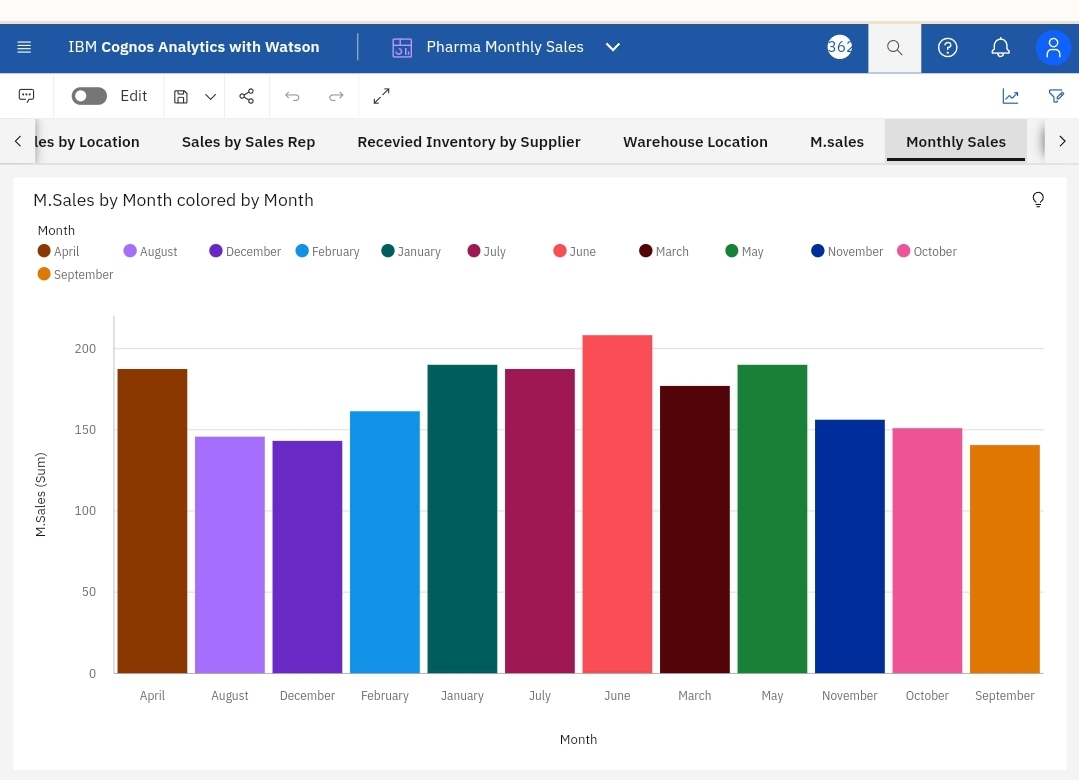 IBM Cognos Analytics with Watson Pharma Monthly Sales 362
Edit
les by Location Sales by Sales Rep Recevied Inventory by Supplier Warehouse Location M.sales Monthly Sales
M.Sales by Month colored by Month
Month
April August December February January July June March May November October
September
200
150
100
50
0
M.Sales (Sum)
April August December February January July June March May November October September
Month